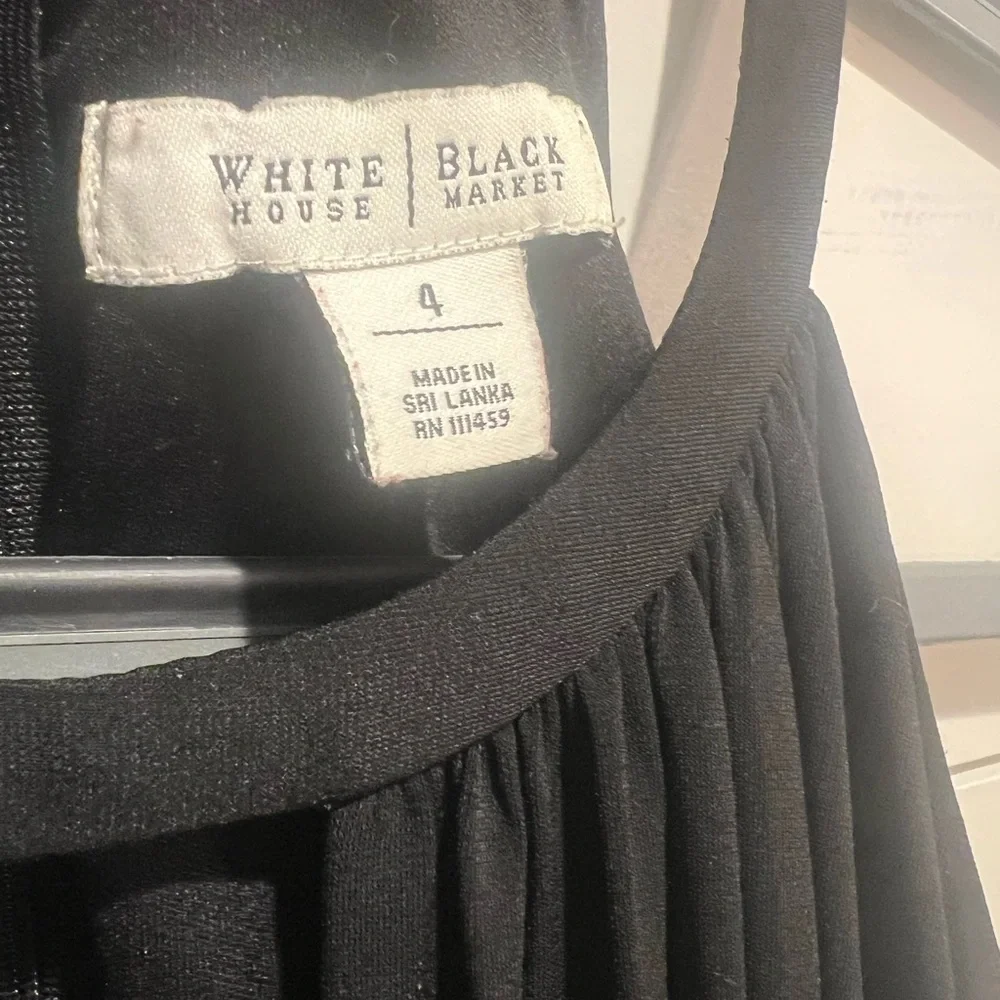 WHITE | BLACK
HOUSE | MARKET
4
MADE IN
SRI LANKA
RN 111459